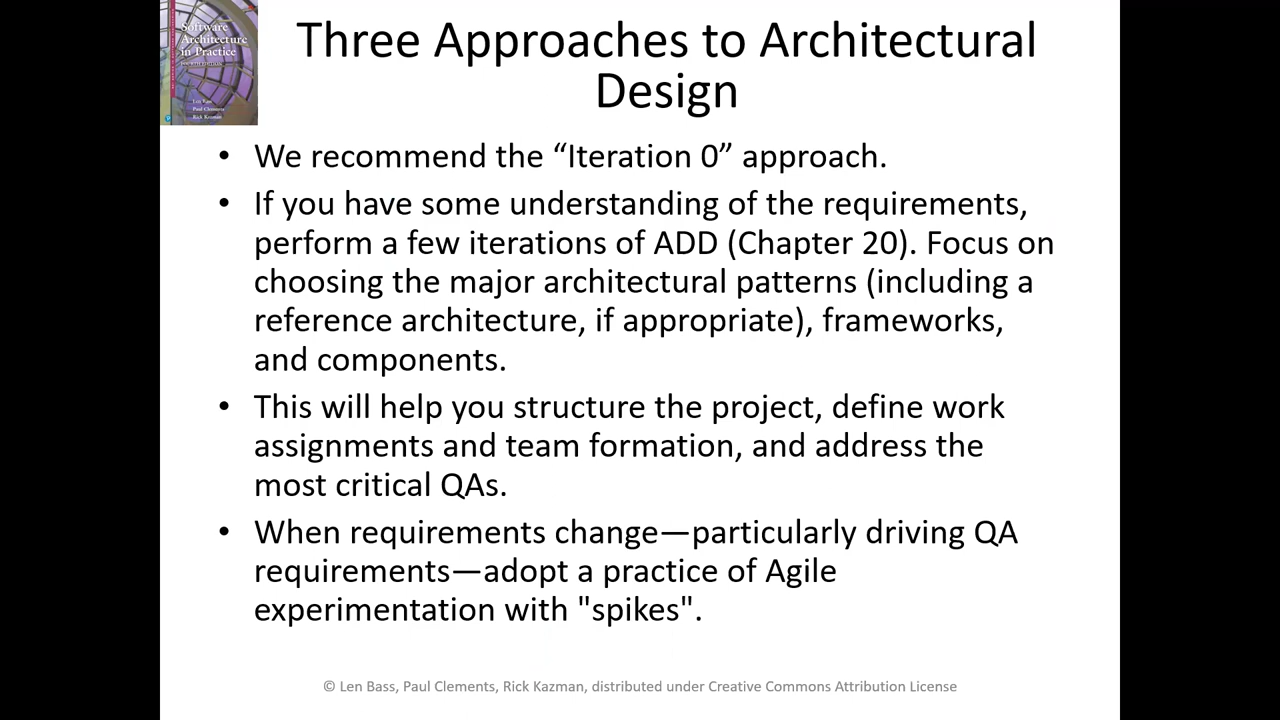 Software
Architecture
in Practice
FOURTH EDITION
Len Bass
Paul Clements
Rick Kazman
Three Approaches to Architectural
Design
• We recommend the “Iteration 0” approach.
• If you have some understanding of the requirements,
perform a few iterations of ADD (Chapter 20). Focus on
choosing the major architectural patterns (including a
reference architecture, if appropriate), frameworks,
and components.
• This will help you structure the project, define work
assignments and team formation, and address the
most critical QAs.
• When requirements change—particularly driving QA
requirements—adopt a practice of Agile
experimentation with "spikes".
© Len Bass, Paul Clements, Rick Kazman, distributed under Creative Commons Attribution License